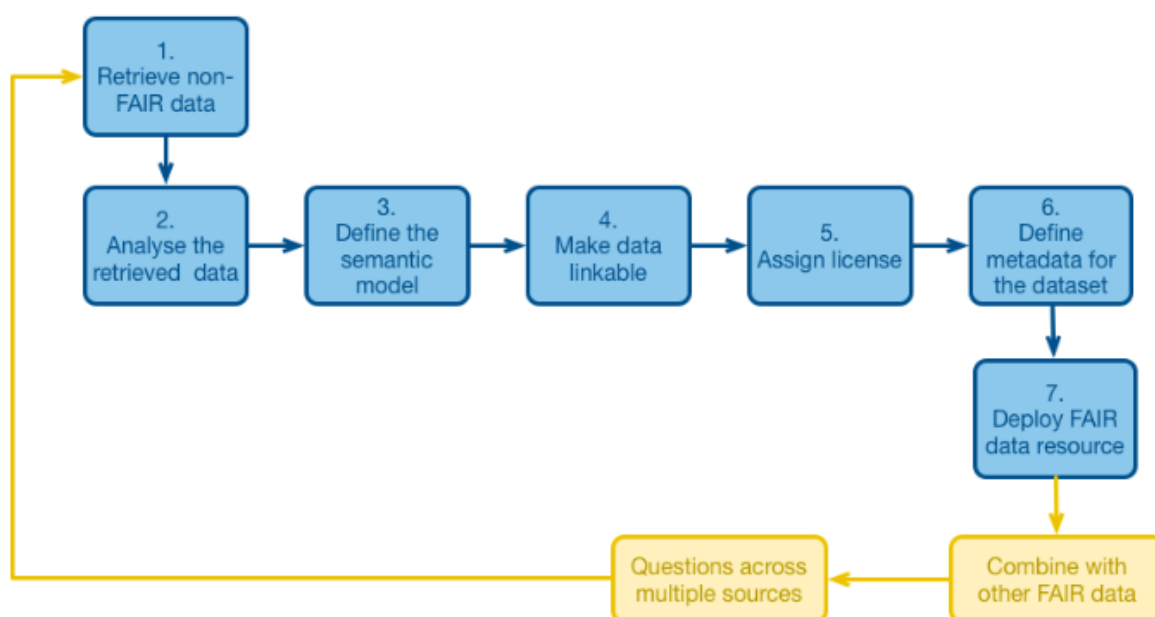 1.
Retrieve non-
FAIR data
2.
Analyse the
retrieved data
3.
Define the
semantic
model
4.
Make data
linkable
5.
Assign license
6.
Define
metadata for
the dataset
7.
Deploy FAIR
data resource
Combine with
other FAIR data
Questions across
multiple sources